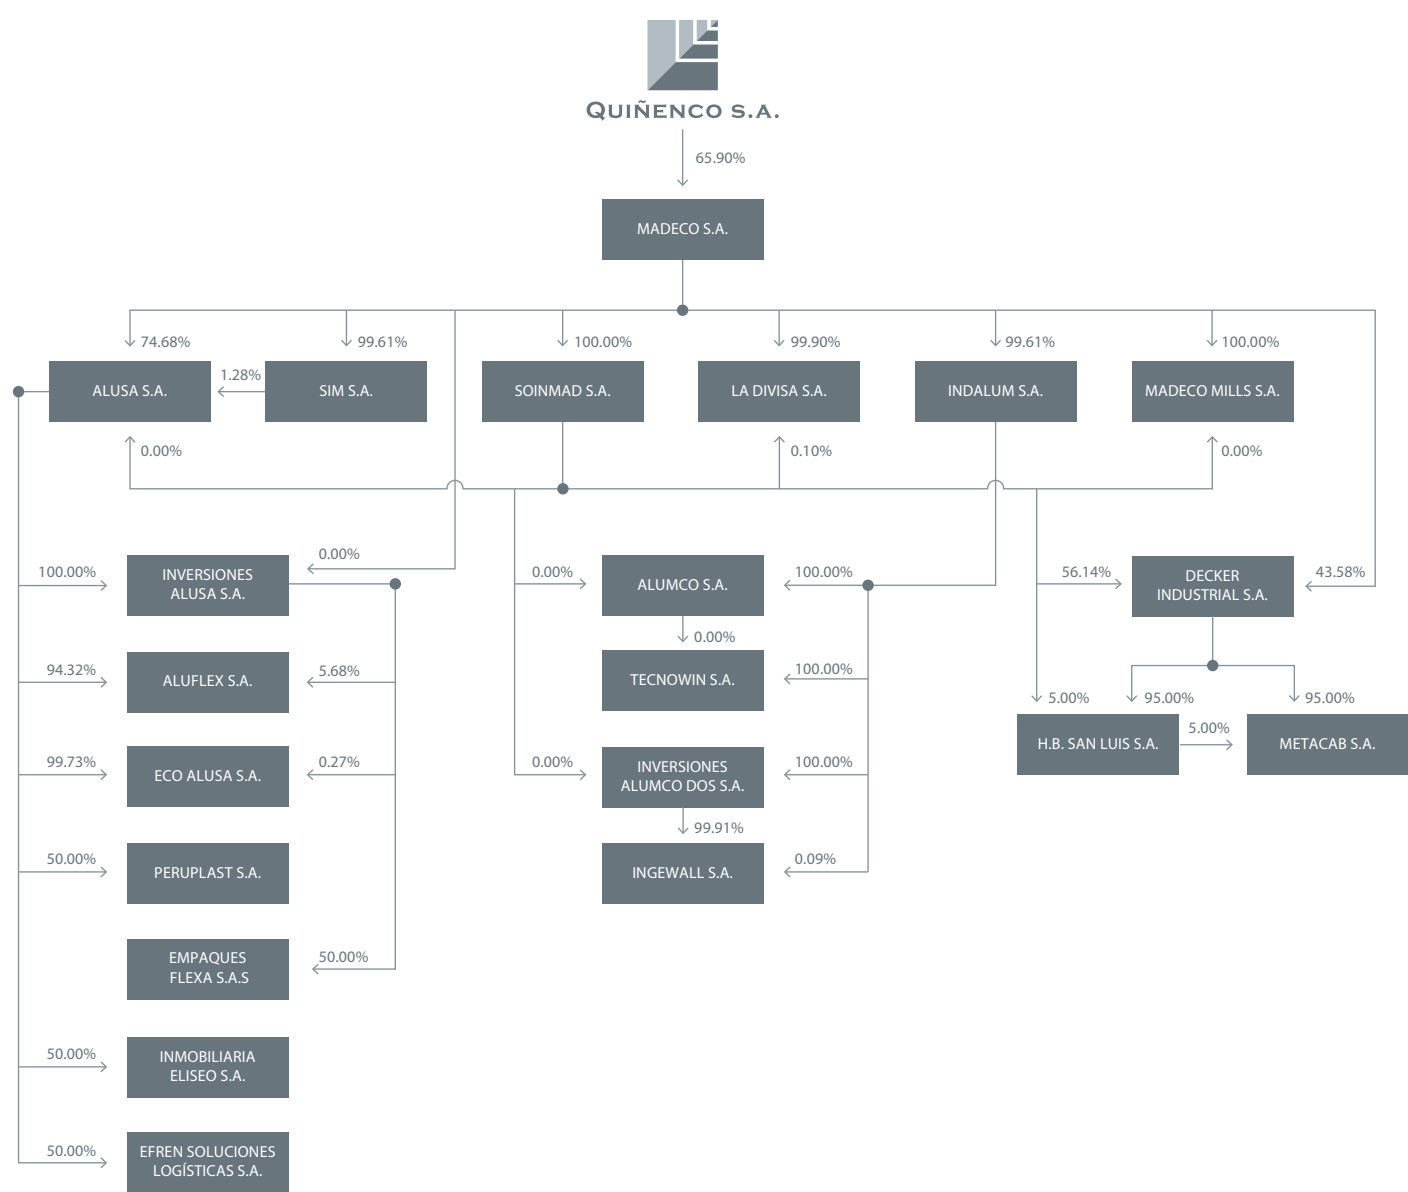 QUIÑENCO S.A.
65.90%
MADECO S.A.
74.68%
99.61%
100.00%
99.90%
99.61%
100.00%
ALUSA S.A.
1.28%
SIM S.A.
SOINMAD S.A.
LA DIVISA S.A.
INDALUM S.A.
MADECO MILLS S.A.
0.00%
0.10%
0.00%
100.00%
INVERSIONES
ALUSA S.A.
0.00%
0.00%
ALUMCO S.A.
100.00%
56.14%
DECKER
INDUSTRIAL S.A.
43.58%
0.00%
94.32%
ALUFLEX S.A.
5.68%
TECNOWIN S.A.
100.00%
5.00%
95.00%
95.00%
H.B. SAN LUIS S.A.
5.00%
METACAB S.A.
99.73%
ECO ALUSA S.A.
0.27%
0.00%
INVERSIONES
ALUMCO DOS S.A.
100.00%
99.91%
50.00%
PERUPLAST S.A.
INGEWALL S.A.
0.09%
EMPAQUES
FLEXA S.A.S
50.00%
50.00%
INMOBILIARIA
ELISEO S.A.
50.00%
EFREN SOLUCIONES
LOGÍSTICAS S.A.